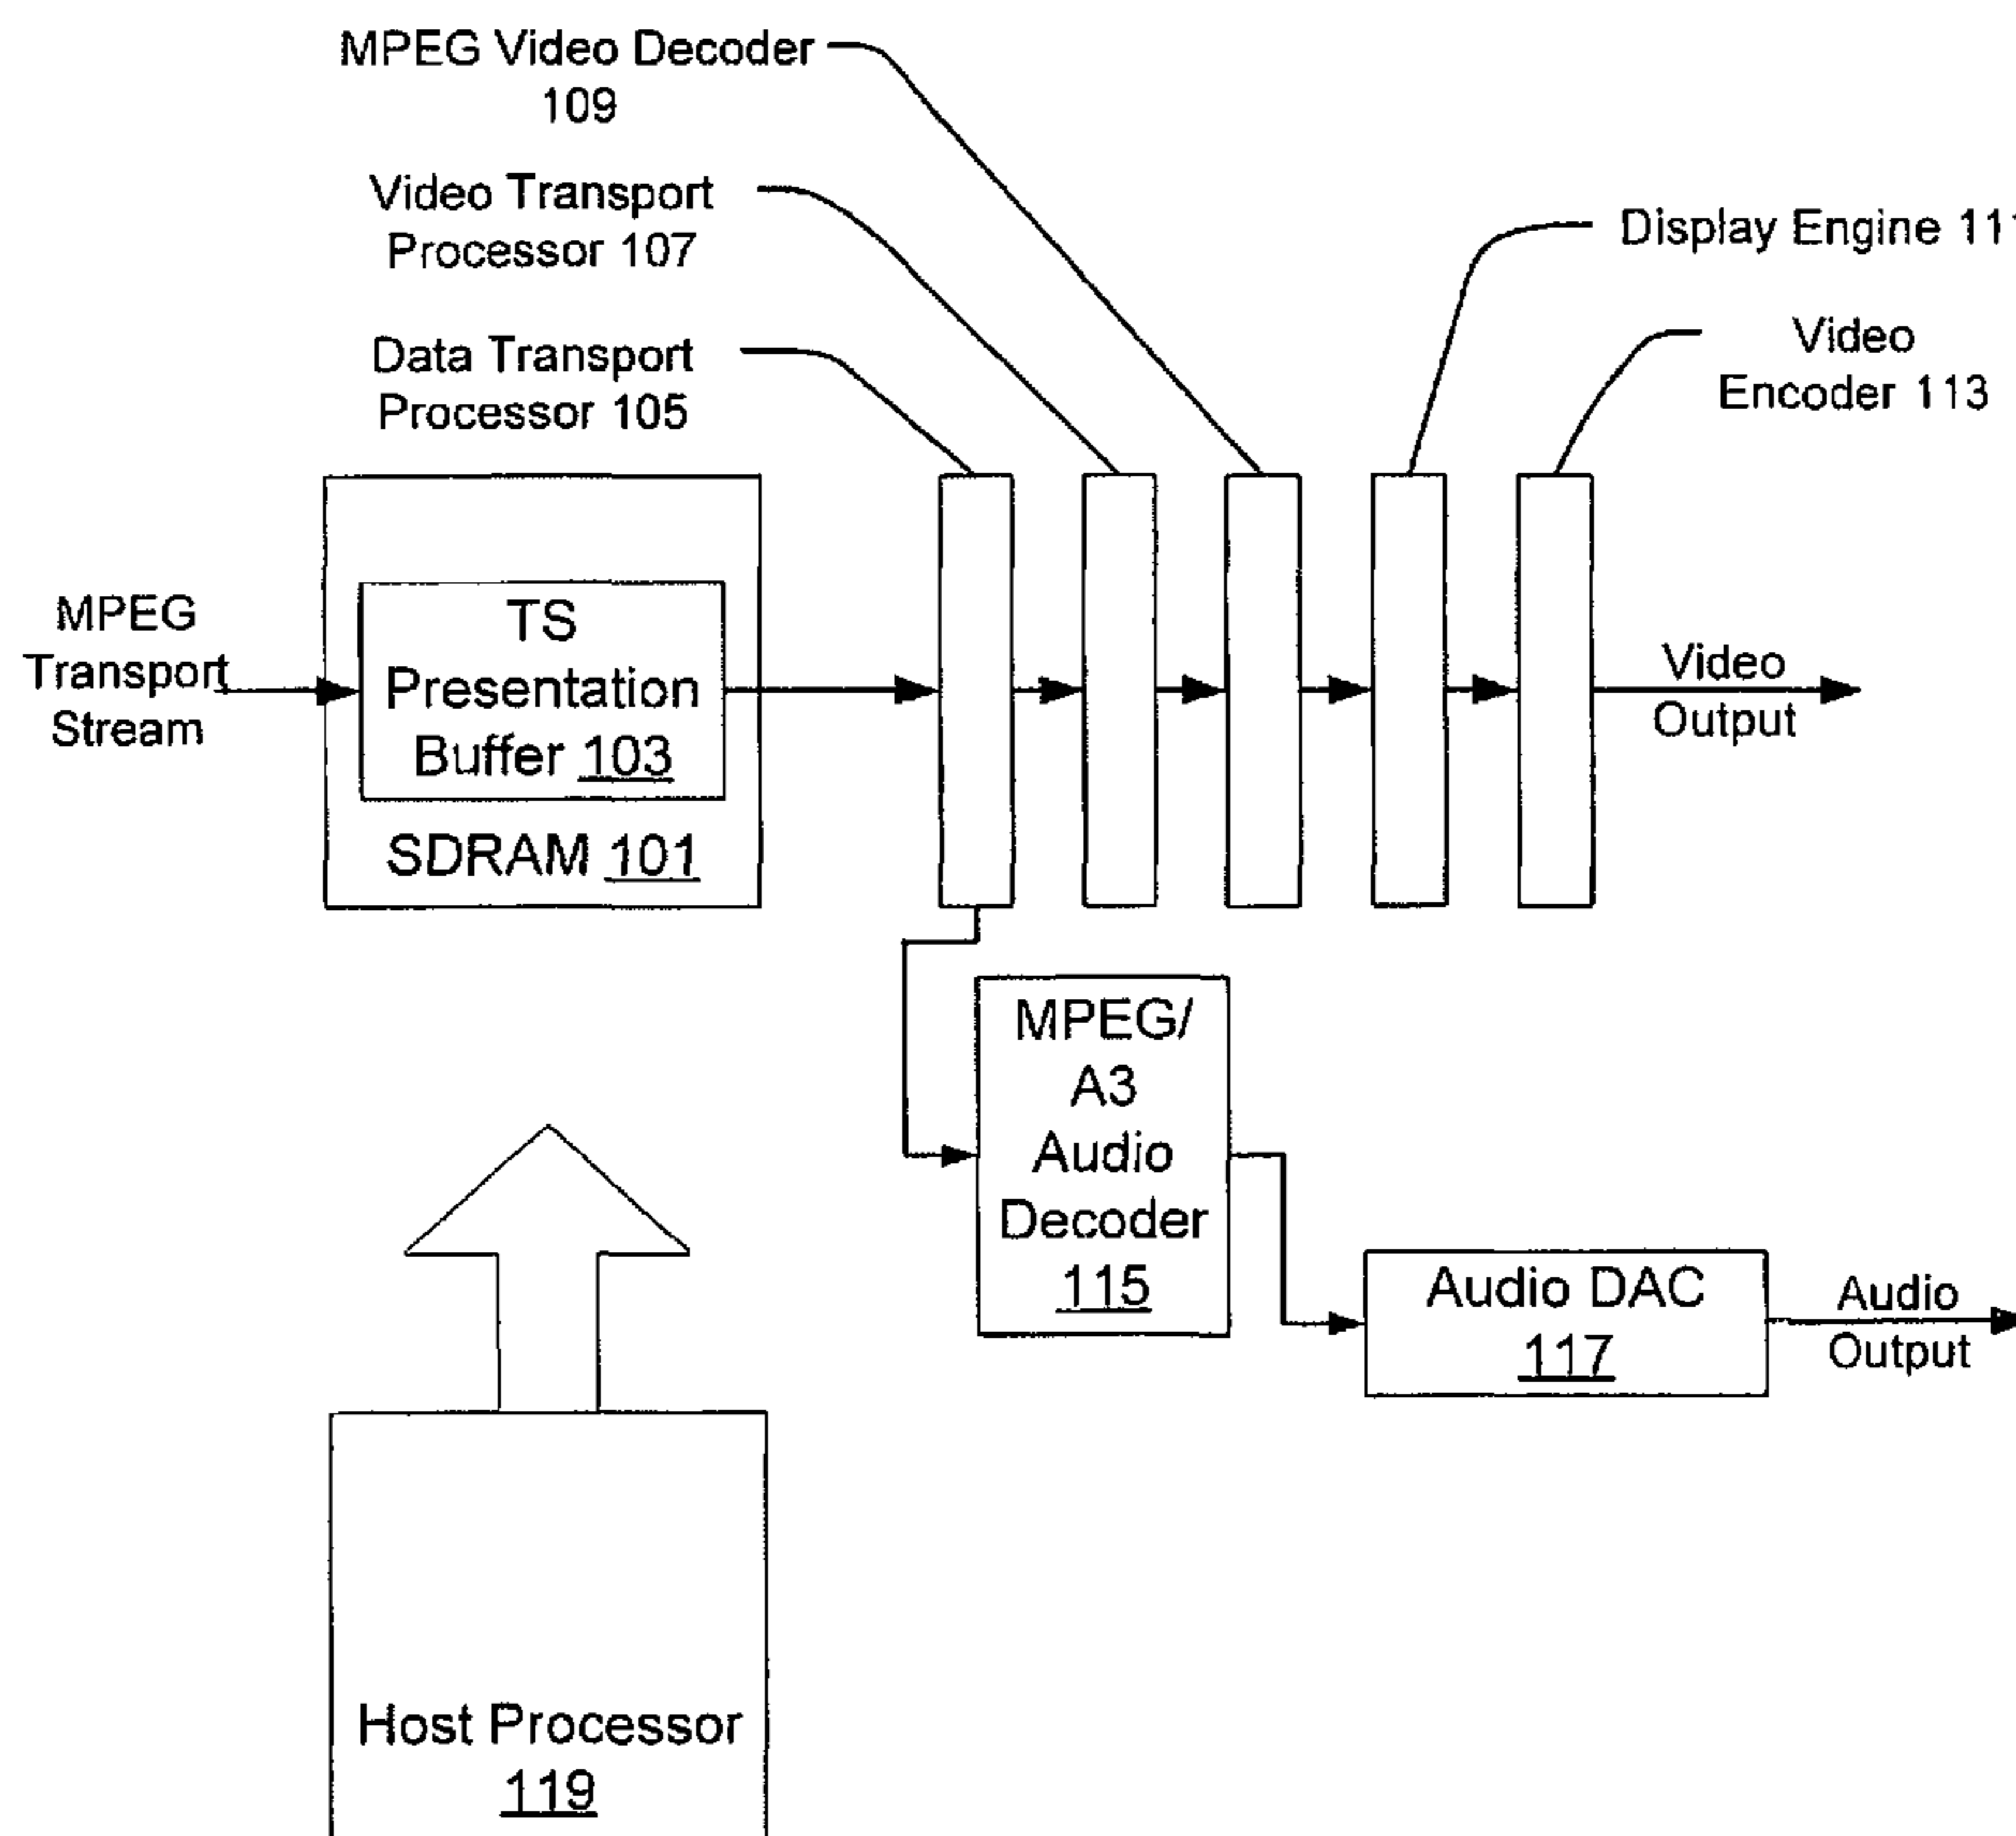 MPEG Video Decoder
109
Video Transport
Processor 107
Data Transport
Processor 105
Display Engine 111
Video
Encoder 113
MPEG
Transport
Stream
TS
Presentation
Buffer 103
SDRAM 101
Video
Output
MPEG/
A3
Audio
Decoder
115
Audio DAC
117
Audio
Output
Host Processor
119